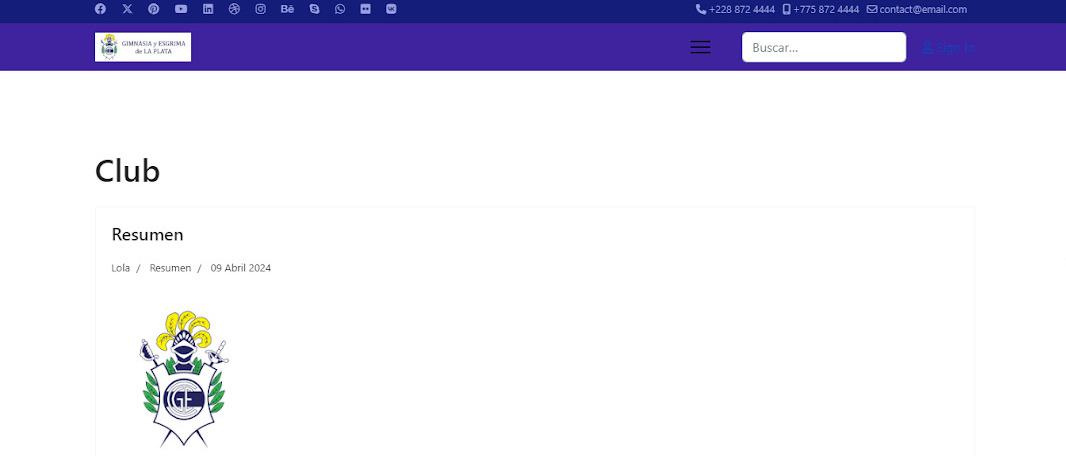 +228 872 4444 +775 872 4444 contact@email.com
GIMNASIA y ESGRIMA
de LA PLATA
Buscar...
Sign In
Club
Resumen
Lola / Resumen / 09 Abril 2024
GE